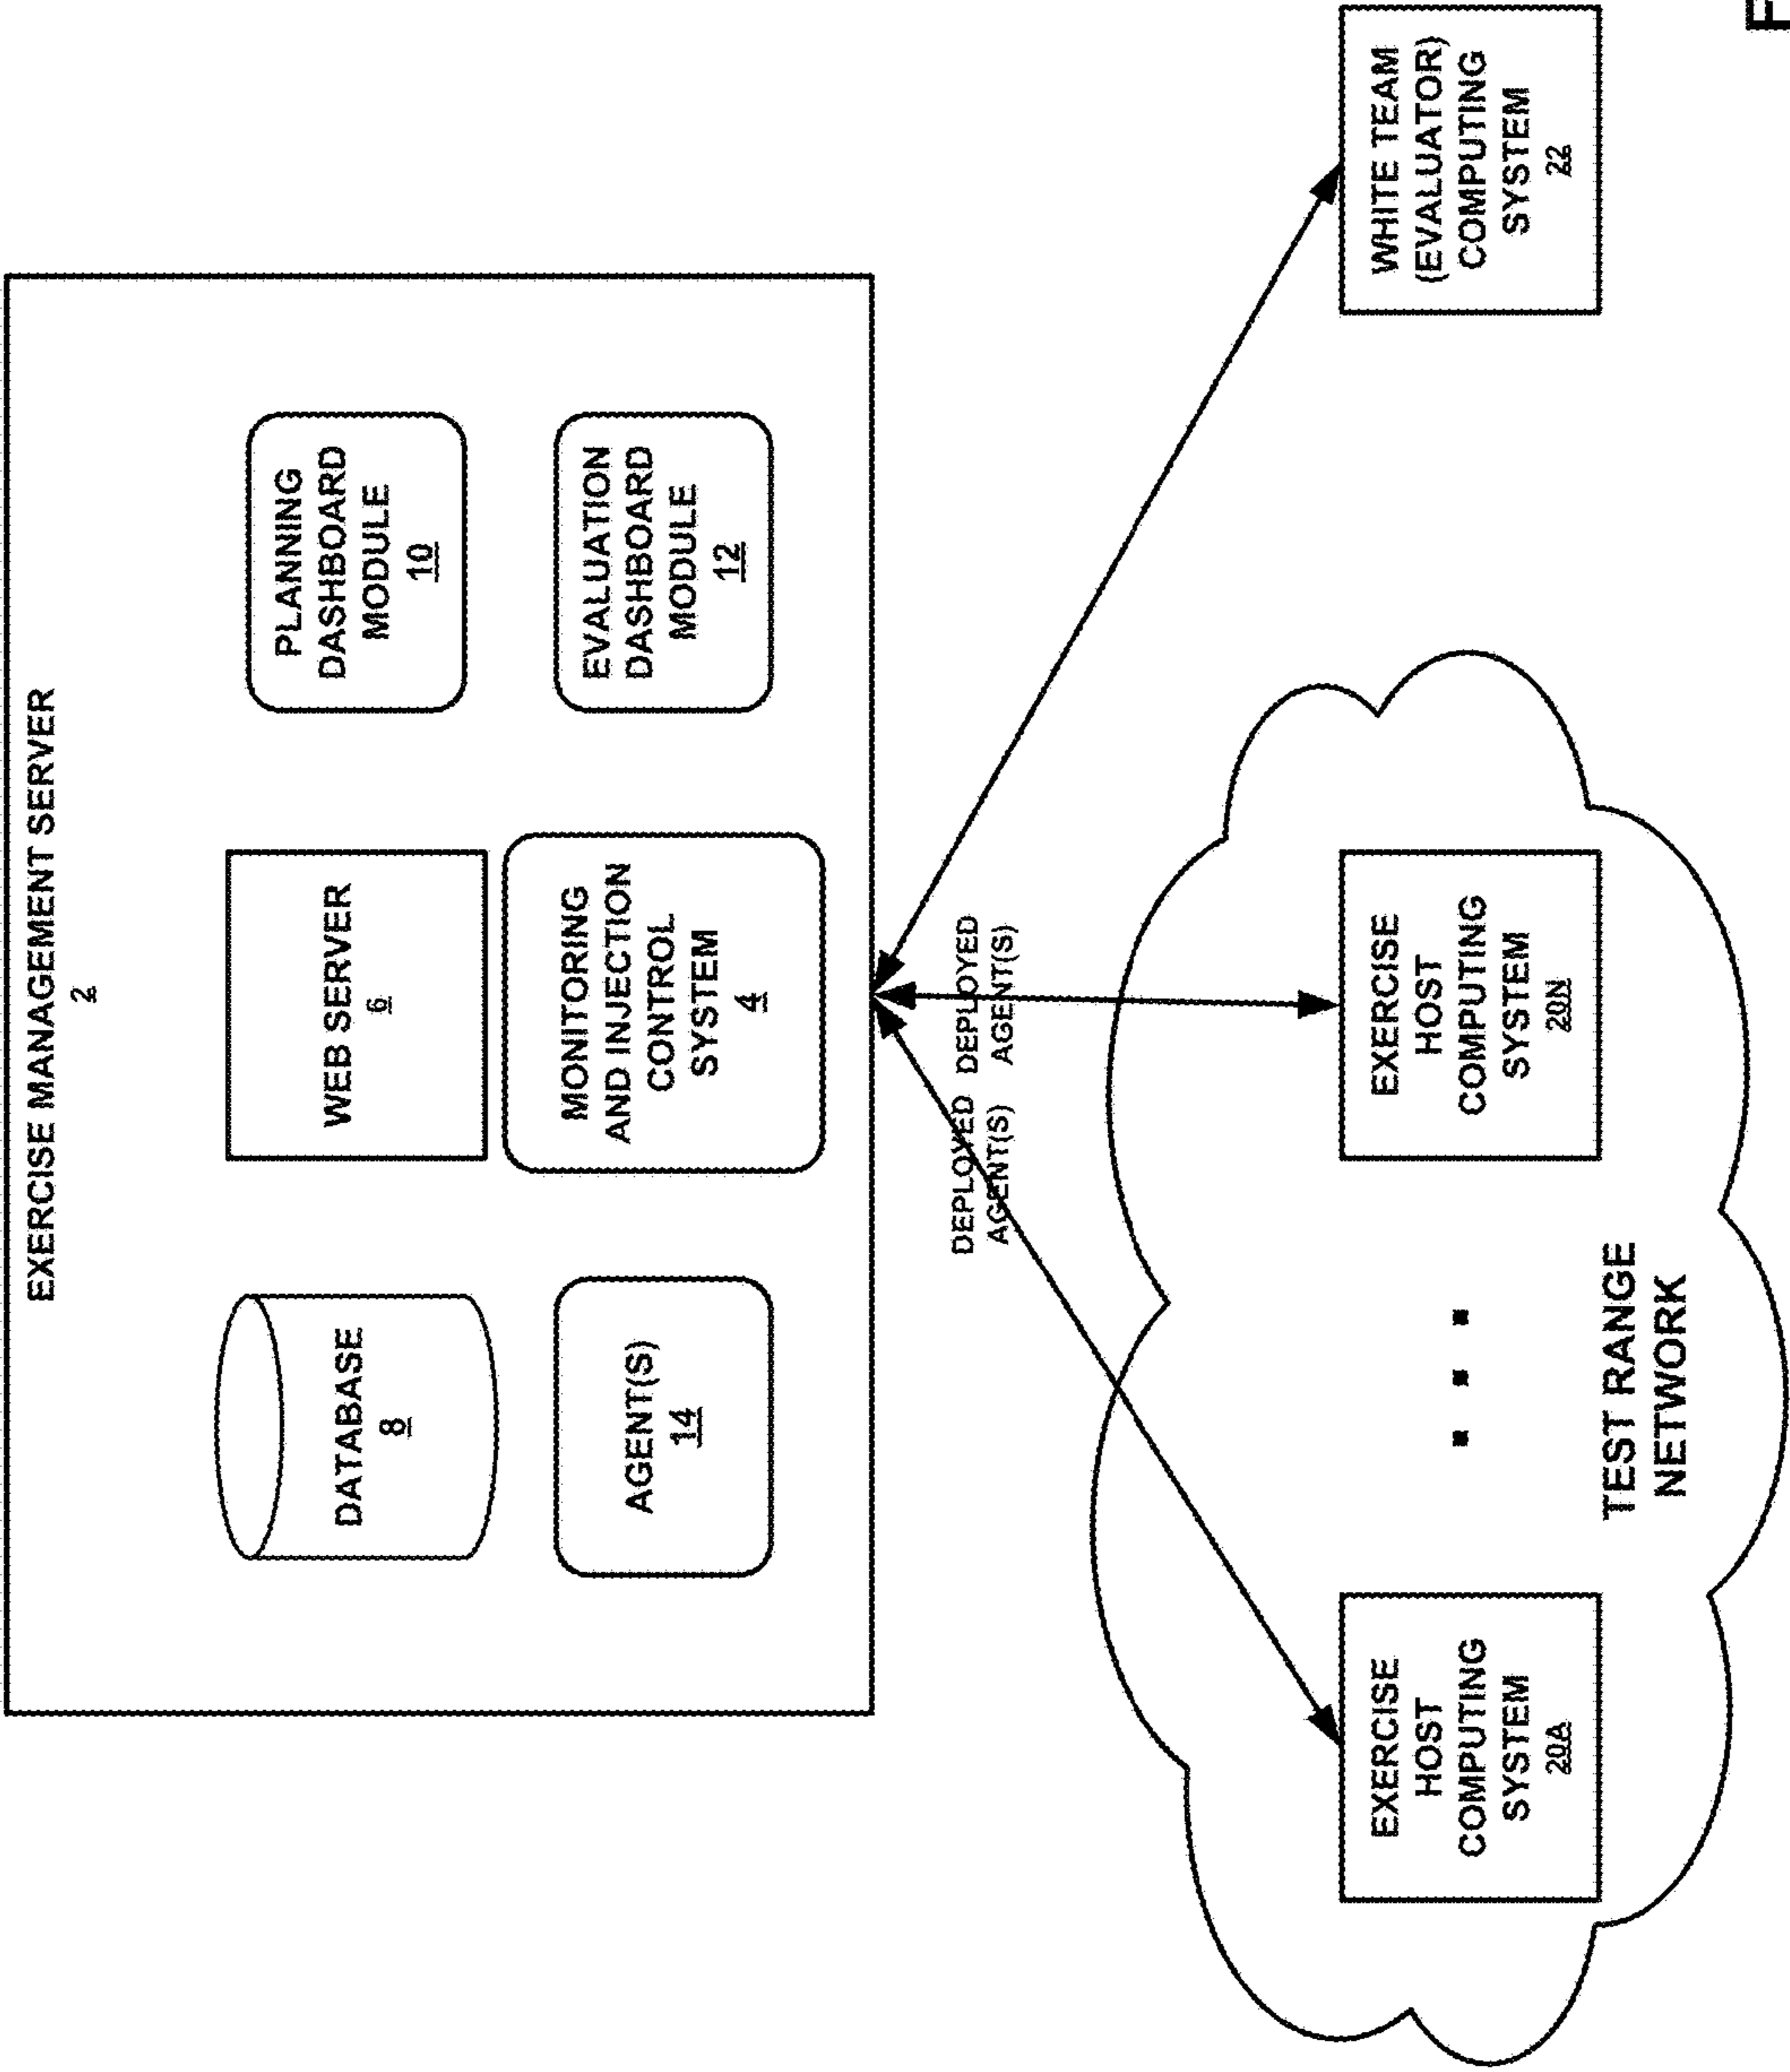 EXERCISE MANAGEMENT SERVER
2
DATABASE
8
WEB SERVER
6
PLANNING
DASHBOARD
MODULE
10
AGENT(S)
14
MONITORING
AND INJECTION
CONTROL
SYSTEM
4
EVALUATION
DASHBOARD
MODULE
12
DEPLOYED
AGENT(S)
DEPLOYED
AGENT(S)
EXERCISE
HOST
COMPUTING
SYSTEM
20A
EXERCISE
HOST
COMPUTING
SYSTEM
20N
WHITE TEAM
(EVALUATOR)
COMPUTING
SYSTEM
22
TEST RANGE
NETWORK